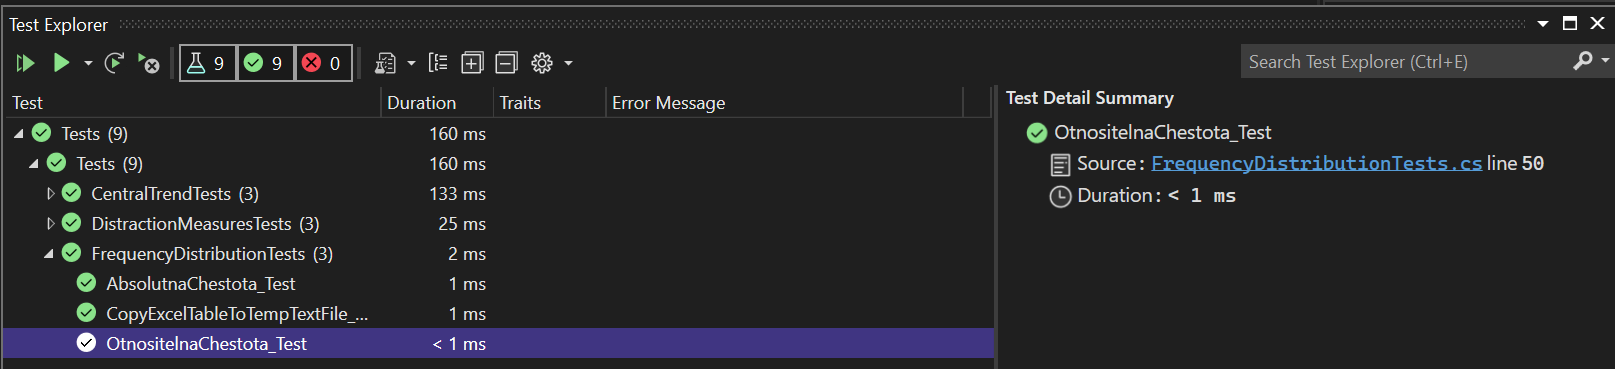 Test Explorer
9 9 0
Search Test Explorer (Ctrl+E)
Test Duration Traits Error Message
Tests (9) 160 ms
Tests (9) 160 ms
CentralTrendTests (3) 133 ms
DistractionMeasuresTests (3) 25 ms
FrequencyDistributionTests (3) 2 ms
AbsolutnaChestota_Test 1 ms
CopyExcelTableToTempTextFile_... 1 ms
OtnositelnaChestota_Test < 1 ms
Test Detail Summary
OtnositelnaChestota_Test
Source: FrequencyDistributionTests.cs line 50
Duration: < 1 ms